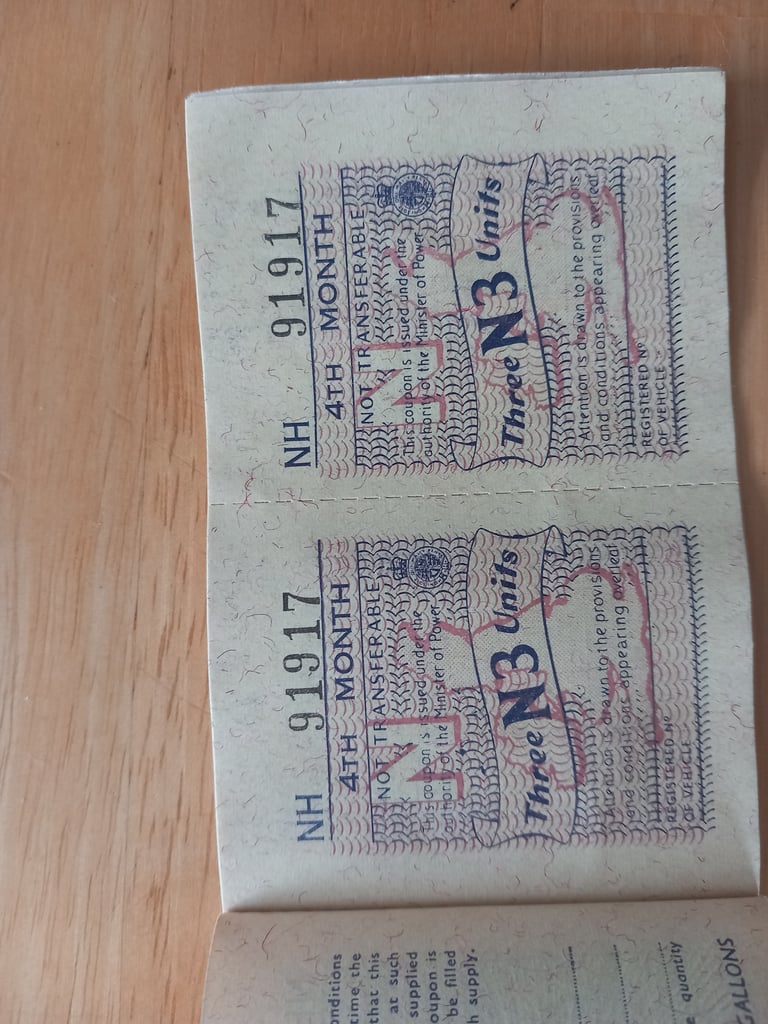 NH 91917
4TH MONTH
NOT TRANSFERABLE
N
This coupon is issued under the
authority of the Minister of Power
Three N3 Units
Attention is drawn to the provisions
and conditions appearing overleaf
REGISTERED Nº
OF VEHICLE
NH 91917
4TH MONTH
NOT TRANSFERABLE
N
This coupon is issued under the
authority of the Minister of Power
Three N3 Units
Attention is drawn to the provisions
and conditions appearing overleaf
REGISTERED Nº
OF VEHICLE
onditions
time the
that this
at such
supplied
oupon is
be filled
h supply.
e quantity
GALLONS